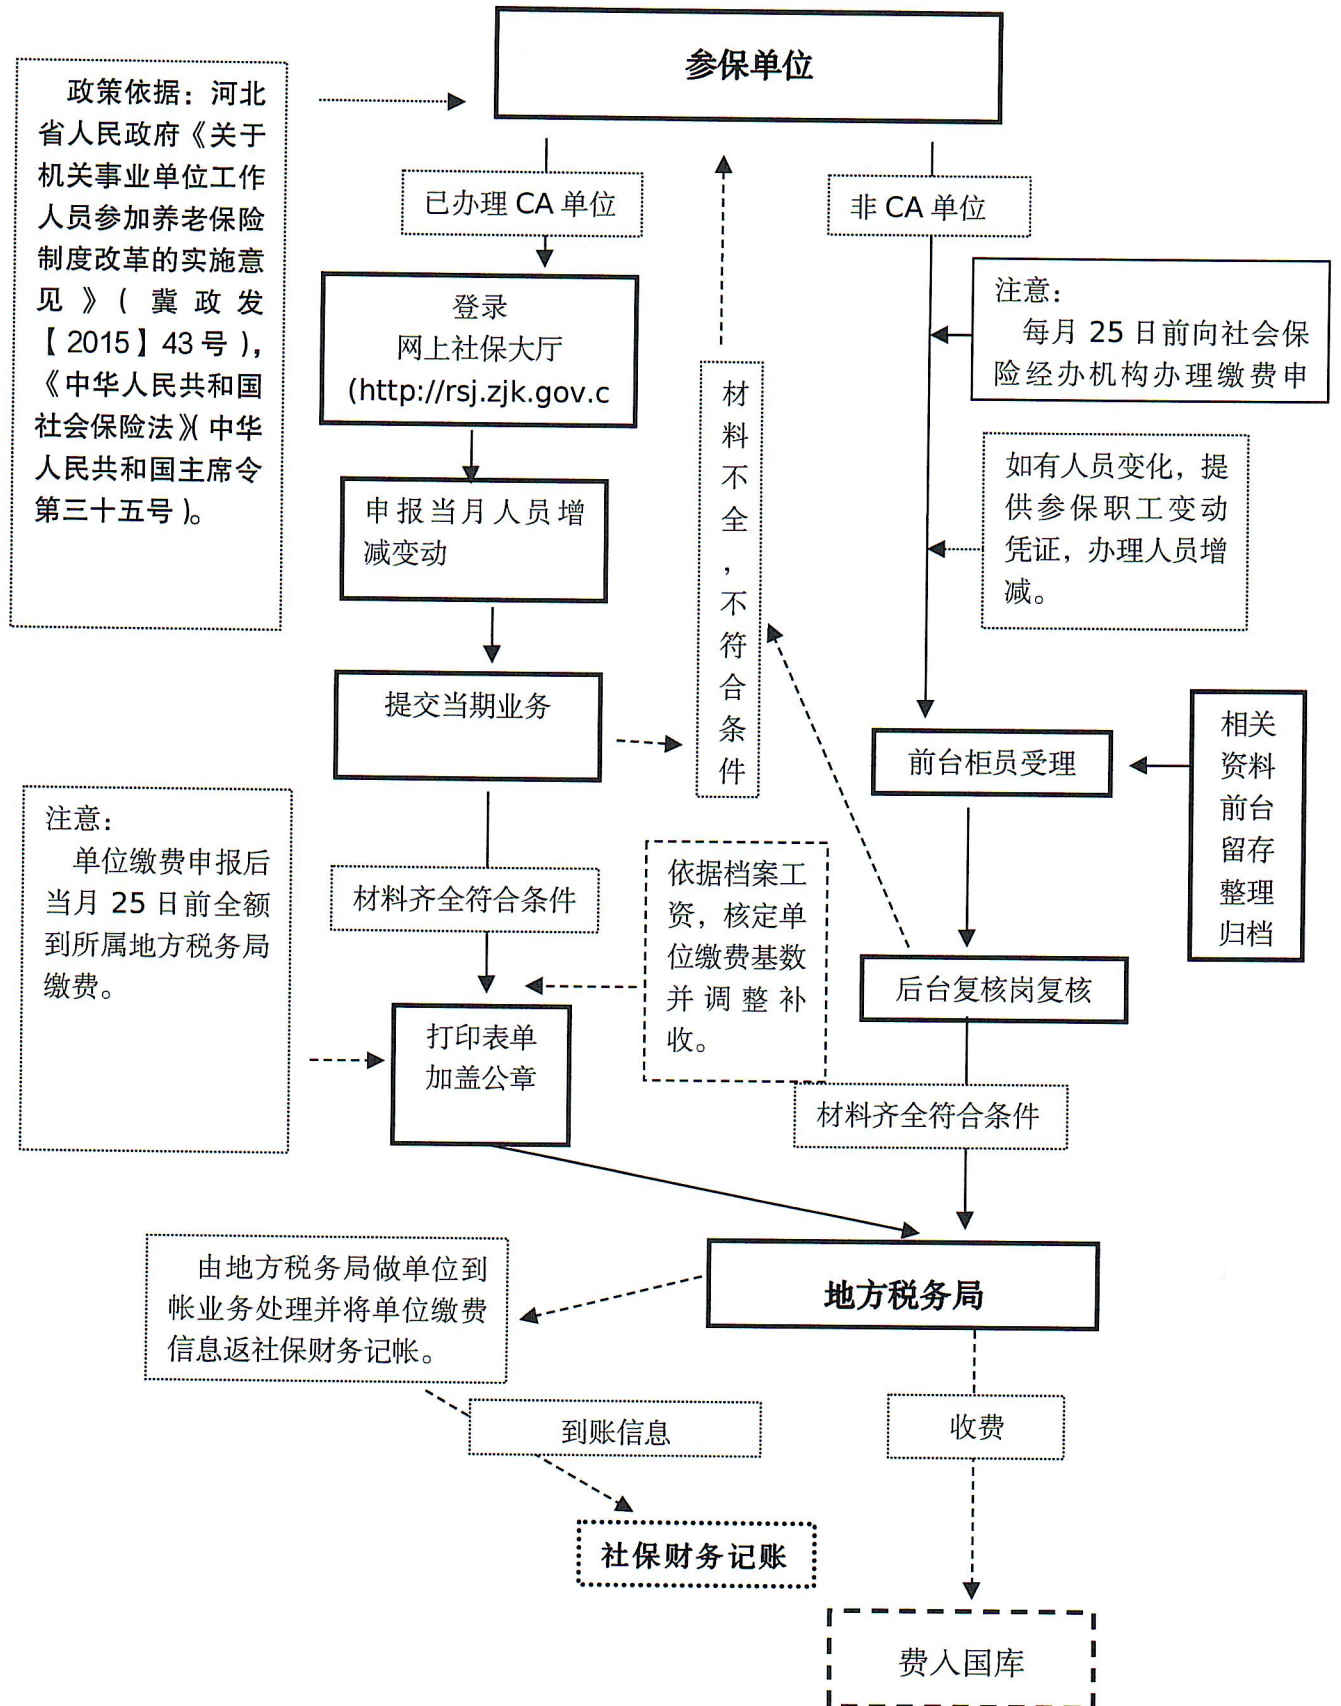 参保单位
政策依据：河北
省人民政府《关于
机关事业单位工作
人员参加养老保险
制度改革的实施意
见》（冀政发
【2015】43号），
《中华人民共和国
社会保险法》（中华
人民共和国主席令
第三十五号）。
已办理 CA 单位
非 CA 单位
登录
网上社保大厅
(http://rsj.zjk.gov.c
注意：
每月 25 日前向社会保
险经办机构办理缴费申
材
料
不
全
，
不
符
合
条
件
如有人员变化，提
供参保职工变动
凭证，办理人员增
减。
申报当月人员增
减变动
提交当期业务
前台柜员受理
相关
资料
前台
留存
整理
归档
注意：
单位缴费申报后
当月 25 日前全额
到所属地方税务局
缴费。
材料齐全符合条件
依据档案工
资，核定单
位缴费基数
并调整补
收。
后台复核岗复核
打印表单
加盖公章
材料齐全符合条件
由地方税务局做单位到
帐业务处理并将单位缴费
信息返社保财务记帐。
地方税务局
到账信息
收费
社保财务记账
费入国库